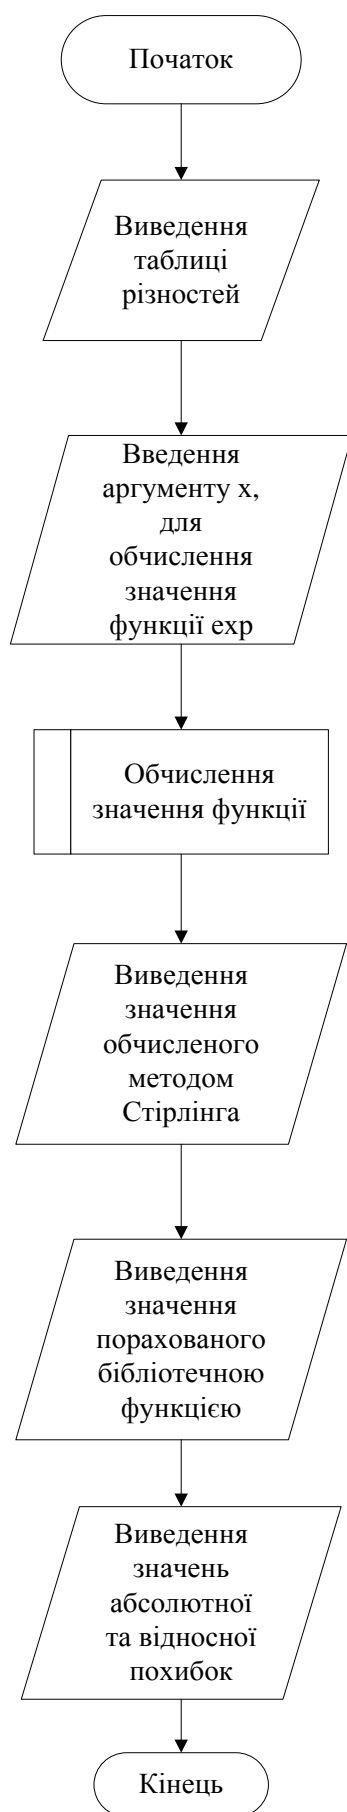 Початок
Виведення
таблиці
різностей
Введення
аргументу x,
для
обчислення
значення
функції exp
Обчислення
значення функції
Виведення
значення
обчисленого
методом
Стірлінга
Виведення
значення
порахованого
бібліотечною
функцією
Виведення
значень
абсолютної
та відносної
похибок
Кінець